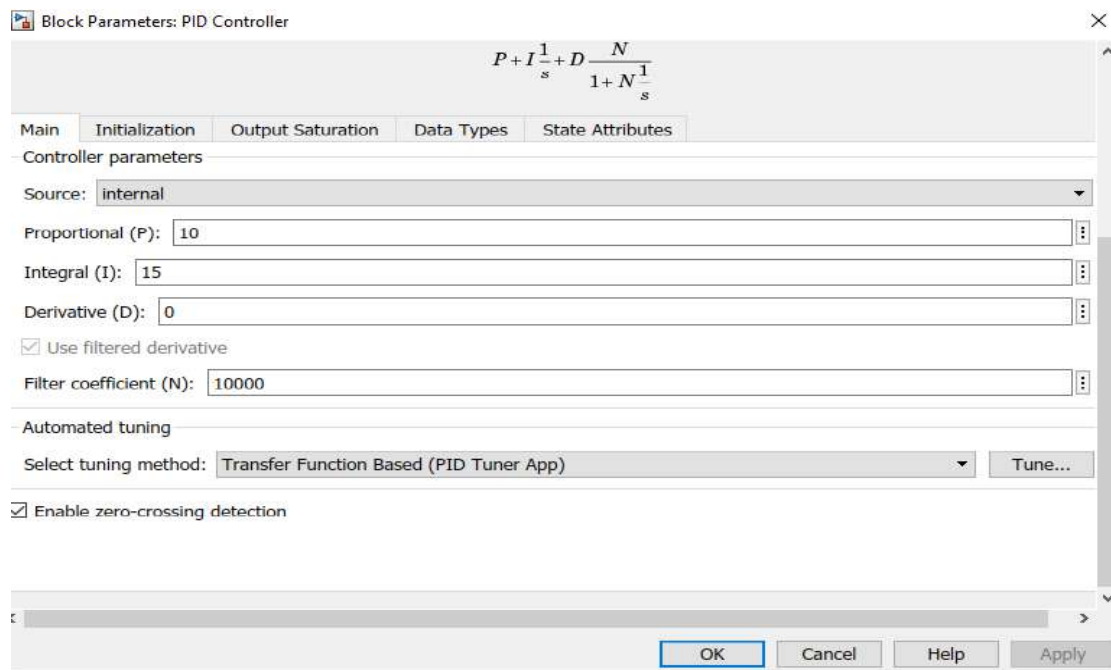 Block Parameters: PID Controller
P+I 1/s +D N/(1+N 1/s)
Main Initialization Output Saturation Data Types State Attributes
Controller parameters
Source: internal
Proportional (P): 10
Integral (I): 15
Derivative (D): 0
Use filtered derivative
Filter coefficient (N): 10000
Automated tuning
Select tuning method: Transfer Function Based (PID Tuner App) Tune...
Enable zero-crossing detection
OK Cancel Help Apply